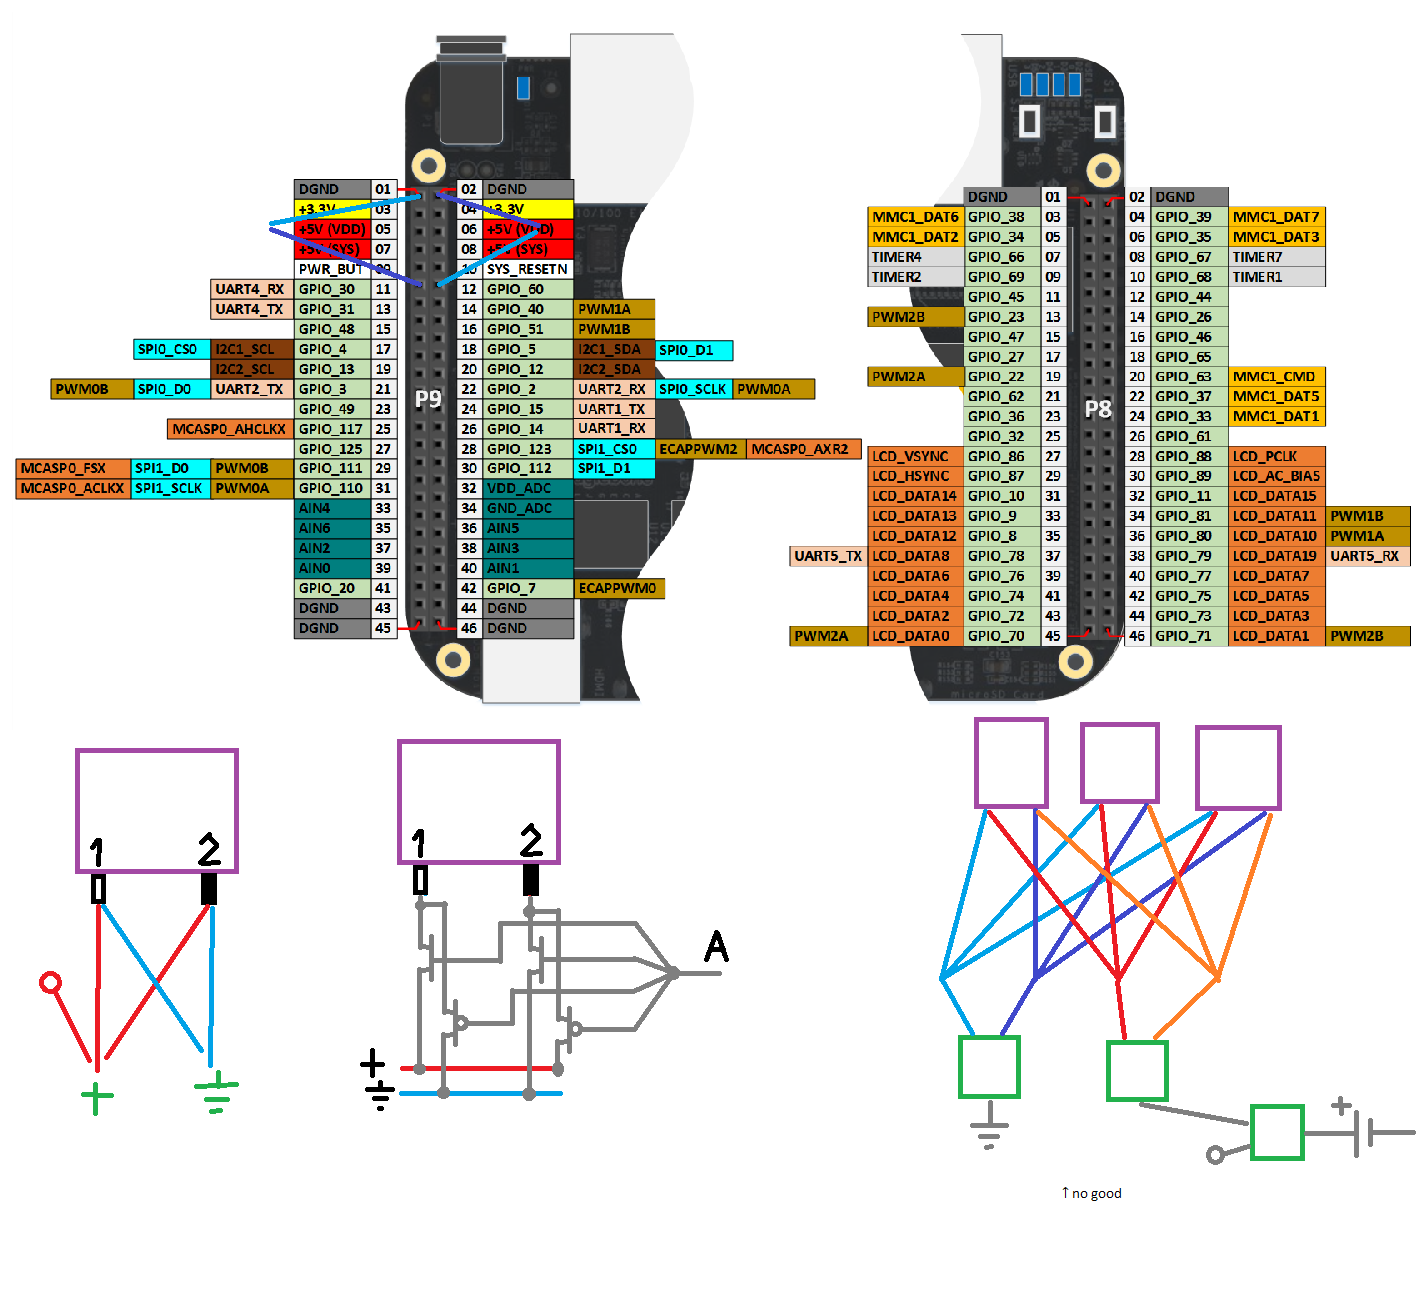 DGND 01 02 DGND
+3.3V 03 04 +3.3V
+5V (VDD) 05 06 +5V (VDD)
+5V (SYS) 07 08 +5V (SYS)
PWR_BUT 09 10 SYS_RESETN
UART4_RX GPIO_30 11 12 GPIO_60
UART4_TX GPIO_31 13 14 GPIO_40 PWM1A
GPIO_48 15 16 GPIO_51 PWM1B
SPI0_CS0 I2C1_SCL GPIO_4 17 18 GPIO_5 I2C1_SDA SPI0_D1
I2C2_SCL GPIO_13 19 20 GPIO_12 I2C2_SDA
PWM0B SPI0_D0 UART2_TX GPIO_3 21 22 GPIO_2 UART2_RX SPI0_SCLK PWM0A
GPIO_49 23 24 GPIO_15 UART1_TX
MCASP0_AHCLKX GPIO_117 25 26 GPIO_14 UART1_RX
GPIO_125 27 28 GPIO_123 SPI1_CS0 ECAPPWM2 MCASP0_AXR2
MCASP0_FSX SPI1_D0 PWM0B GPIO_111 29 30 GPIO_112 SPI1_D1
MCASP0_ACLKX SPI1_SCLK PWM0A GPIO_110 31 32 VDD_ADC
AIN4 33 34 GND_ADC
AIN6 35 36 AIN5
AIN2 37 38 AIN3
AIN0 39 40 AIN1
GPIO_20 41 42 GPIO_7 ECAPPWM0
DGND 43 44 DGND
DGND 45 46 DGND
P9
DGND 01 02 DGND
MMC1_DAT6 GPIO_38 03 04 GPIO_39 MMC1_DAT7
MMC1_DAT2 GPIO_34 05 06 GPIO_35 MMC1_DAT3
TIMER4 GPIO_66 07 08 GPIO_67 TIMER7
TIMER2 GPIO_69 09 10 GPIO_68 TIMER1
GPIO_45 11 12 GPIO_44
PWM2B GPIO_23 13 14 GPIO_26
GPIO_47 15 16 GPIO_46
GPIO_27 17 18 GPIO_65
PWM2A GPIO_22 19 20 GPIO_63 MMC1_CMD
GPIO_62 21 22 GPIO_37 MMC1_DAT5
GPIO_36 23 24 GPIO_33 MMC1_DAT1
GPIO_32 25 26 GPIO_61
LCD_VSYNC GPIO_86 27 28 GPIO_88 LCD_PCLK
LCD_HSYNC GPIO_87 29 30 GPIO_89 LCD_AC_BIAS
LCD_DATA14 GPIO_10 31 32 GPIO_11 LCD_DATA15
LCD_DATA13 GPIO_9 33 34 GPIO_81 LCD_DATA11 PWM1B
LCD_DATA12 GPIO_8 35 36 GPIO_80 LCD_DATA10 PWM1A
UART5_TX LCD_DATA8 GPIO_78 37 38 GPIO_79 LCD_DATA19 UART5_RX
LCD_DATA6 GPIO_76 39 40 GPIO_77 LCD_DATA7
LCD_DATA4 GPIO_74 41 42 GPIO_75 LCD_DATA5
LCD_DATA2 GPIO_72 43 44 GPIO_73 LCD_DATA3
PWM2A LCD_DATA0 GPIO_70 45 46 GPIO_71 LCD_DATA1 PWM2B
P8
microSD Card
HDMI
1 2
+
1 2
A
+
+
↑ no good